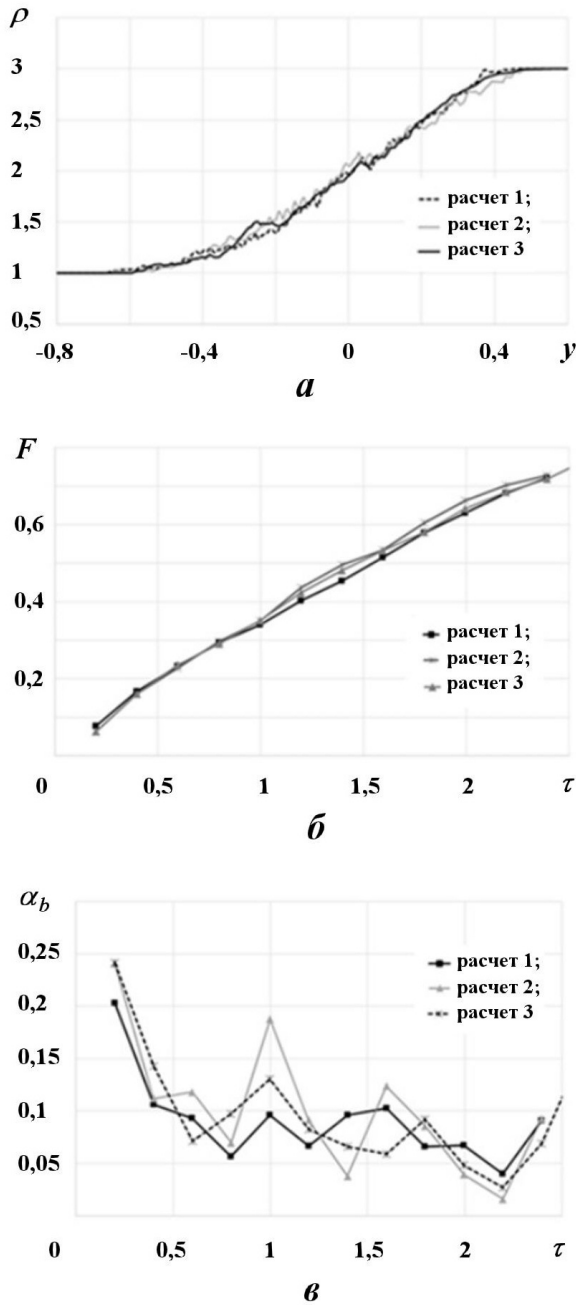 ρ
3
2,5
2
1,5
1
0,5
расчет 1;
расчет 2;
расчет 3
-0,8 -0,4 0 0,4 y
а
F
0,6
0,4
0,2
расчет 1;
расчет 2;
расчет 3
0 0,5 1 1,5 2 τ
б
α_b
0,25
0,2
0,15
0,1
0,05
расчет 1;
расчет 2;
расчет 3
0 0,5 1 1,5 2 τ
в